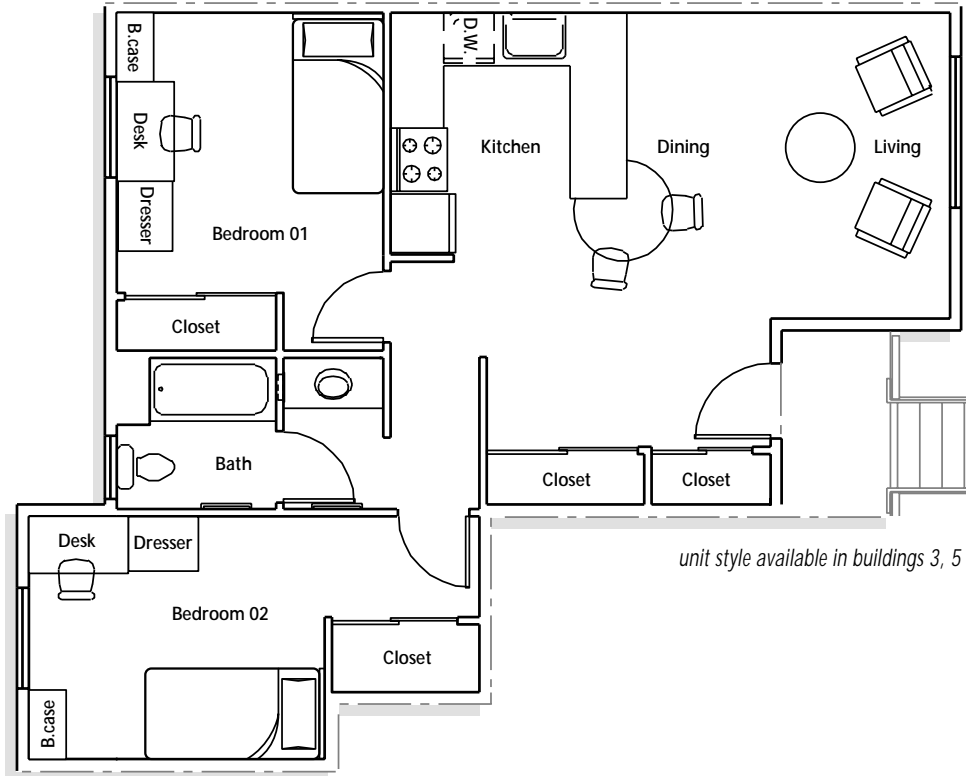 B.case
D.W.
Desk
Kitchen
Dining
Living
Dresser
Bedroom 01
Closet
Bath
Closet
Closet
Desk
Dresser
unit style available in buildings 3, 5
Bedroom 02
Closet
B.case